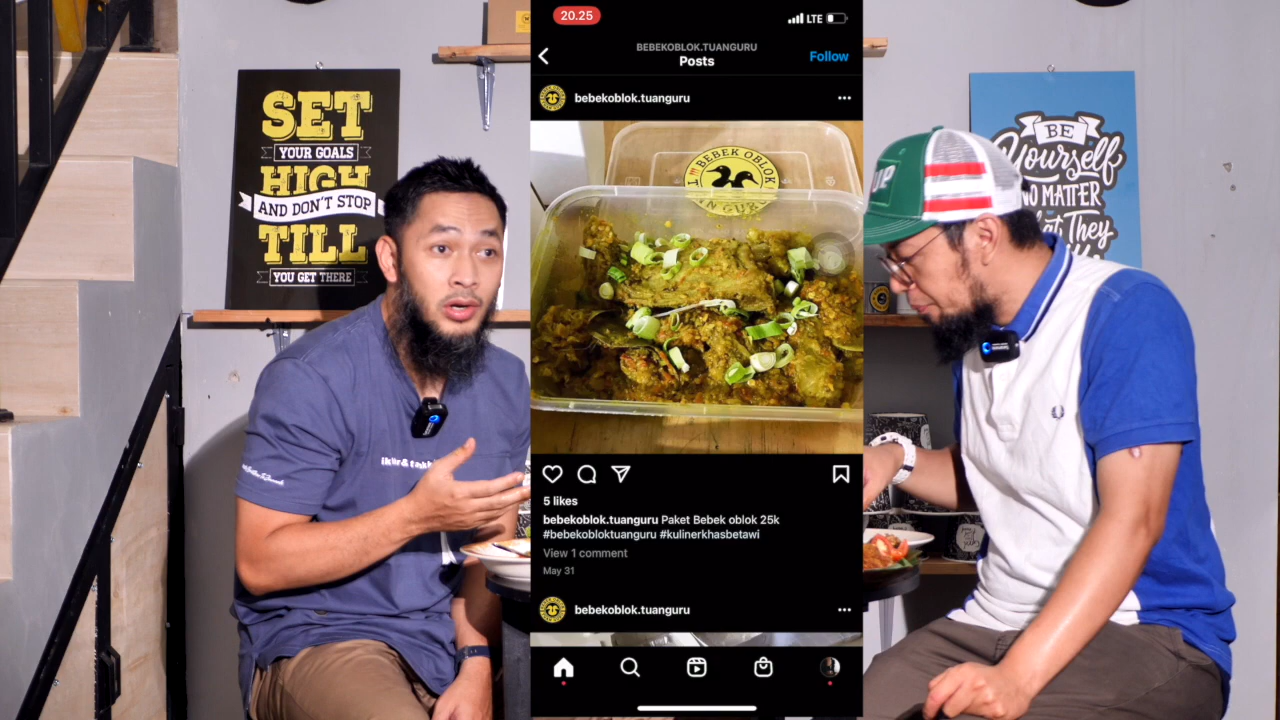 SET
YOUR GOALS
HIGH
AND DON'T STOP
TILL
YOU GET THERE
20.25
LTE
BEBEKOBLOK.TUANGURU
Posts
Follow
bebekoblok.tuanguru
BEBEK OBLOK
5 likes
bebekoblok.tuanguru Paket Bebek oblok 25k
#bebekobloktuanguru #kulinerkhasbetawi
View 1 comment
May 31
bebekoblok.tuanguru
UP
BE
Yourself
NO MATTER
What They